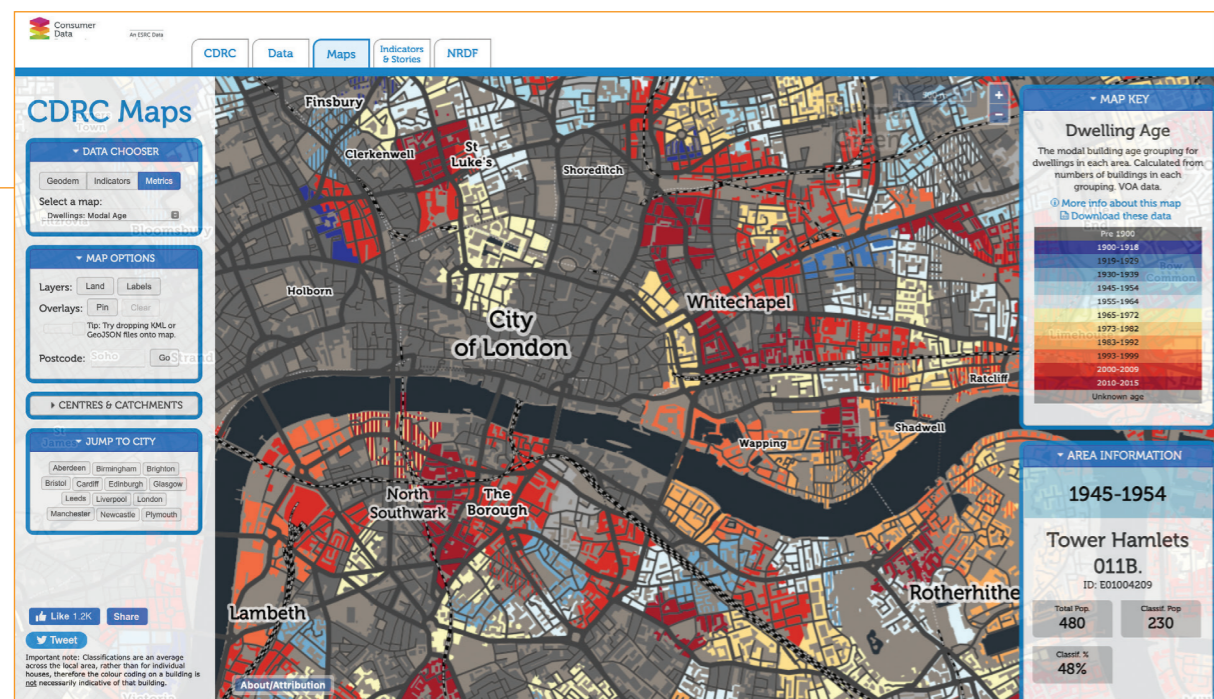 Consumer
Data
An ESRC Data
CDRC
Data
Maps
Indicators
& Stories
NRDF
CDRC Maps
Town
DATA CHOOSER
Geodem
Indicators
Metrics
Select a map:
Dwellings: Modal Age
Bloomsbury
MAP OPTIONS
Layers:
Land
Labels
Overlays:
Pin
Clear
Tip: Try dropping KML or
GeoJSON files onto map.
Postcode:
Soho
Go
Strand
CENTRES & CATCHMENTS
St
James
JUMP TO CITY
Aberdeen
Birmingham
Brighton
Bristol
Cardiff
Edinburgh
Glasgow
Leeds
Liverpool
London
Manchester
Newcastle
Plymouth
Like 1.2K
Share
Tweet
Important note: Classifications are an average
across the local area, rather than for individual
houses, therefore the colour coding on a building is
not necessarily indicative of that building.
Victoria
Finsbury
Clerkenwell
St
Luke's
Shoreditch
Holborn
City
of London
Whitechapel
Ratcliff
Shadwell
Wapping
North
Southwark
The
Borough
Lambeth
Rotherhithe
About/Attribution
+
−
MAP KEY
Dwelling Age
The modal building age grouping for
dwellings in each area. Calculated from
numbers of buildings in each
grouping. VOA data.
More info about this map
Download these data
Pre 1900
1900-1918
1919-1929
1930-1939
1945-1954
1955-1964
1965-1972
1973-1982
1983-1992
1993-1999
2000-2009
2010-2015
Unknown age
Bow
Common
AREA INFORMATION
1945-1954
Tower Hamlets
011B.
ID: E01004209
Total Pop.
480
Classif. Pop
230
Classif. %
48%